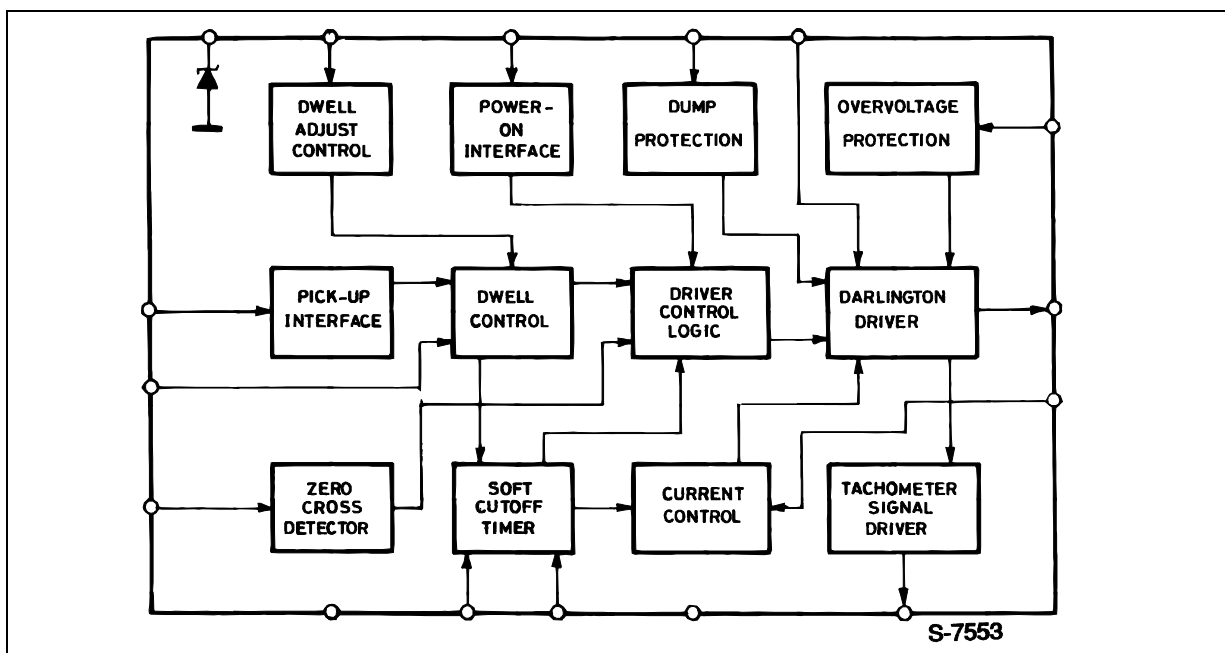 DWELL
ADJUST
CONTROL
POWER-
ON
INTERFACE
DUMP
PROTECTION
OVERVOLTAGE
PROTECTION
PICK-UP
INTERFACE
DWELL
CONTROL
DRIVER
CONTROL
LOGIC
DARLINGTON
DRIVER
ZERO
CROSS
DETECTOR
SOFT
CUTOFF
TIMER
CURRENT
CONTROL
TACHOMETER
SIGNAL
DRIVER
S-7553